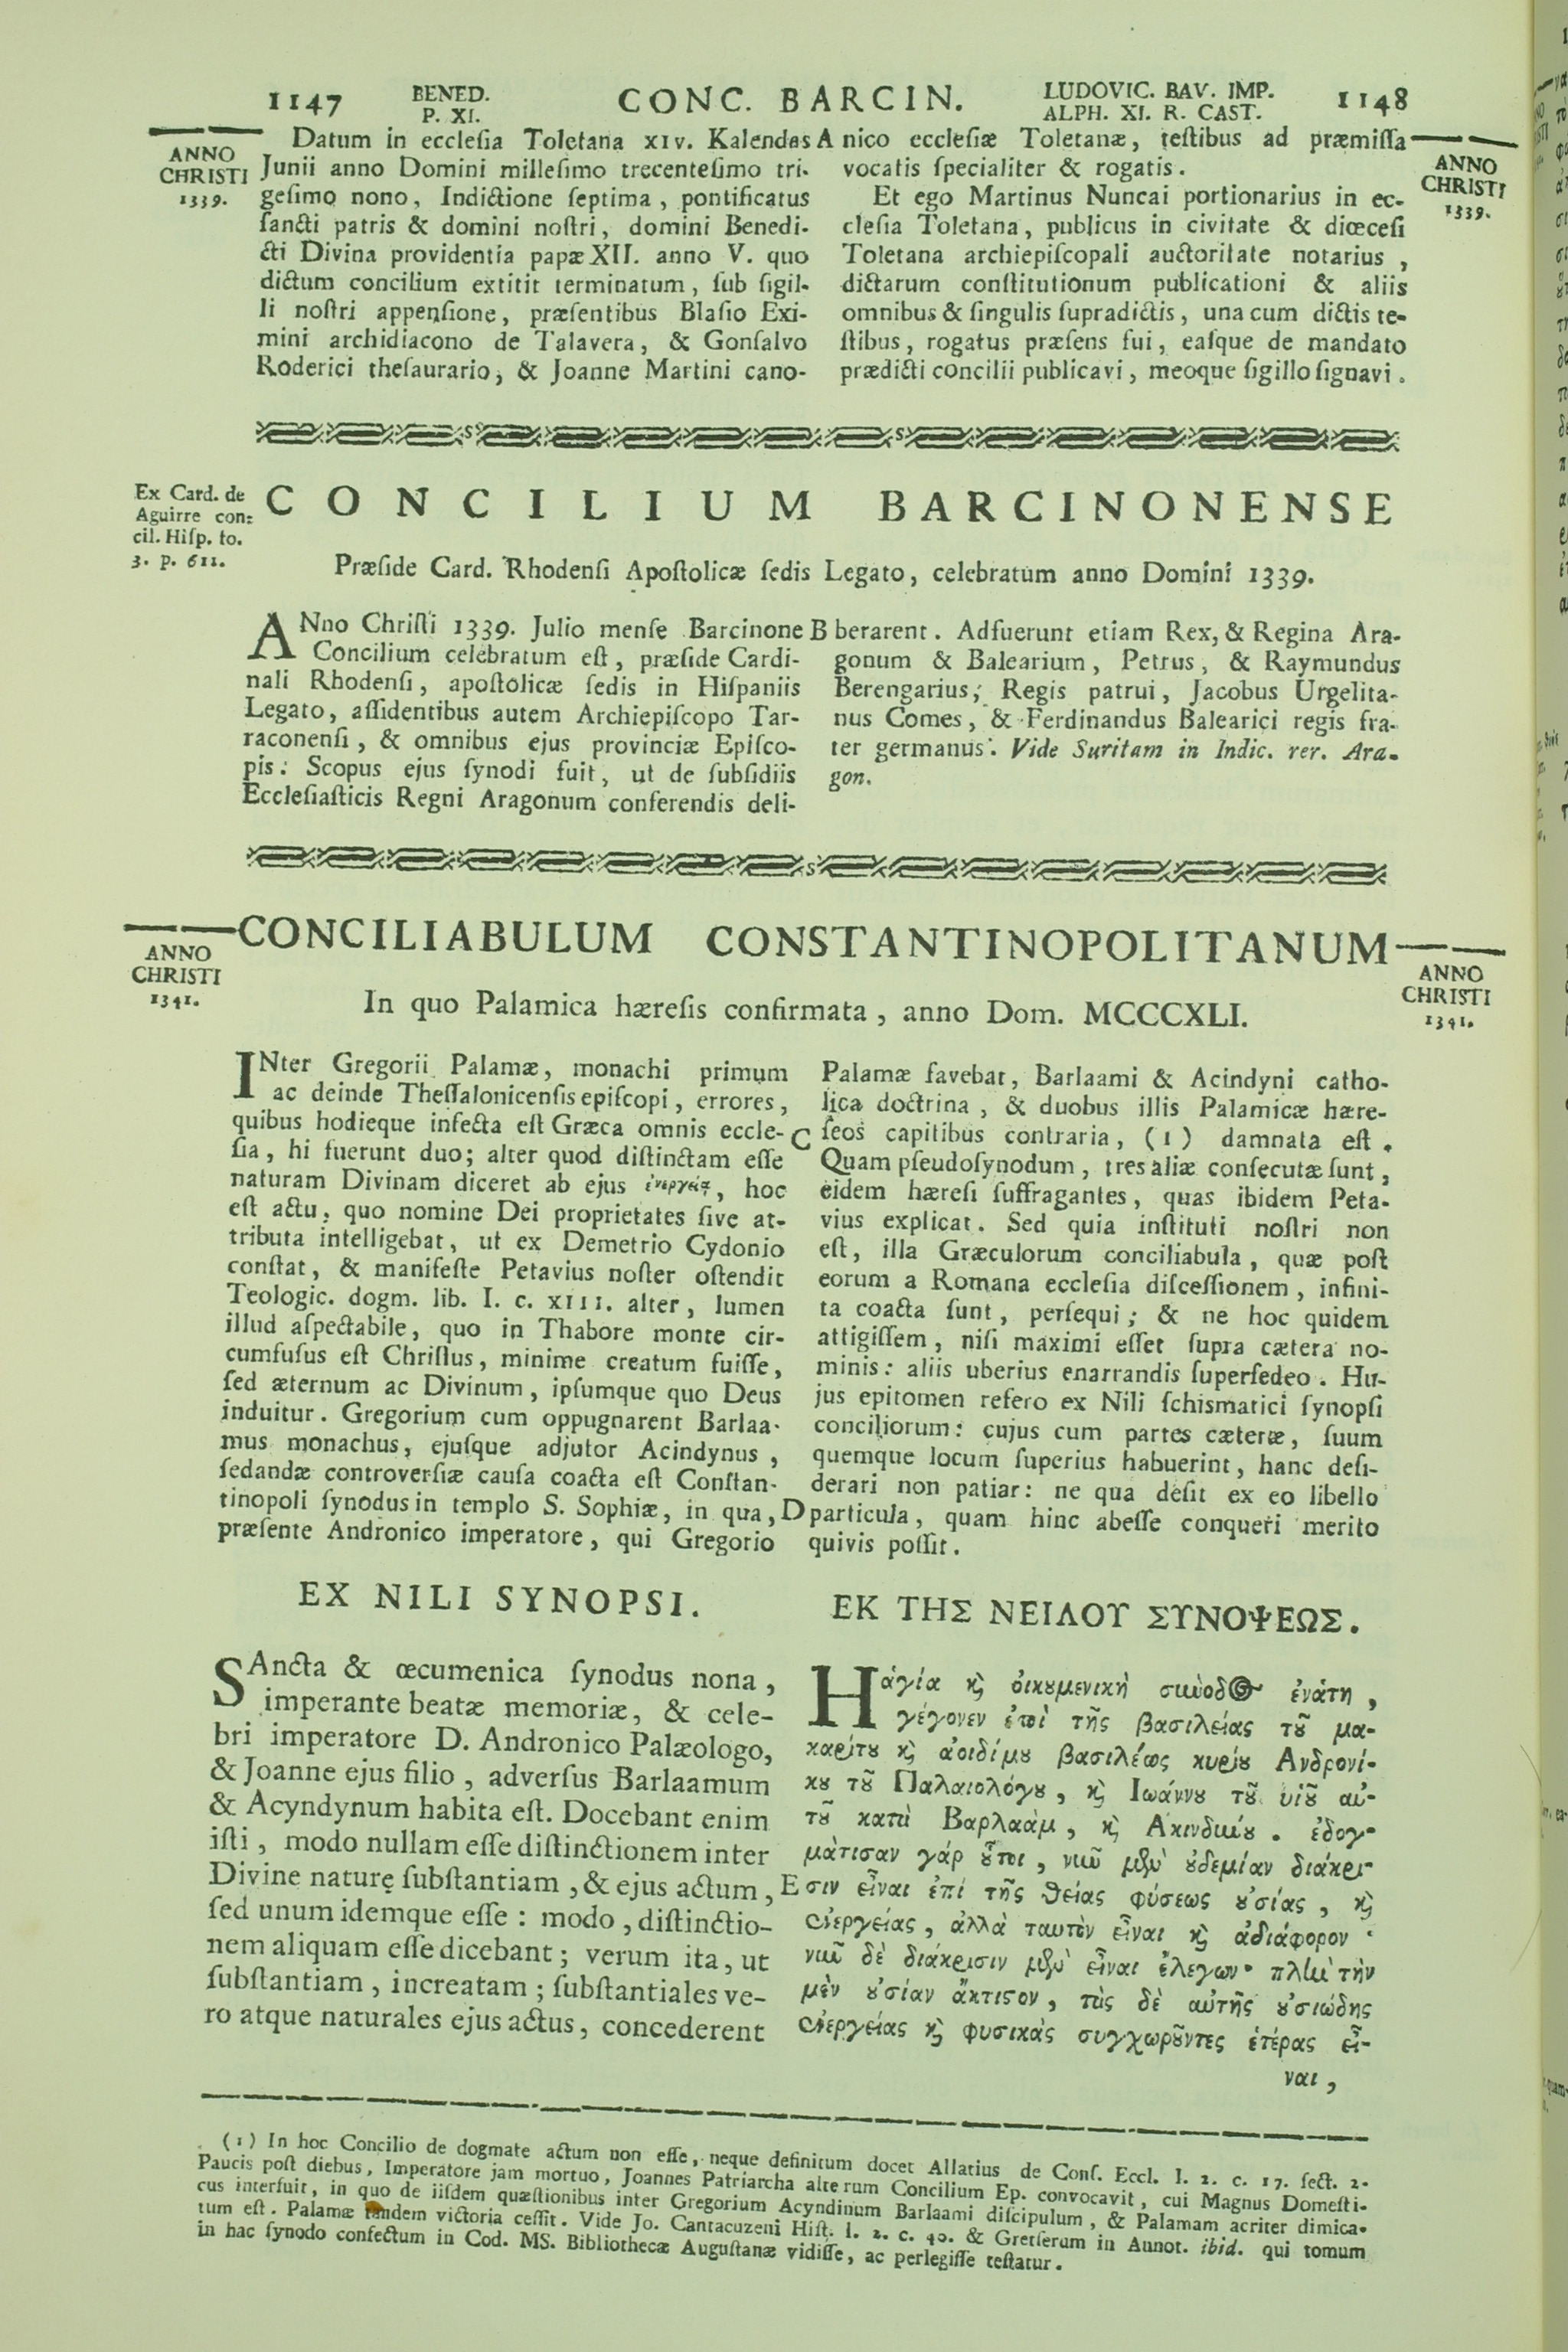 1147 BENED. P. XI. CONC. BARCIN. LUDOVIC. BAV. IMP. ALPH. XI. R. CAST. 1148
ANNO
CHRISTI
1339.
Datum in ecclesia Toletana XIV. Kalendas
Junii anno Domini millesimo trecentesimo tri-
gesimo nono, Indictione septima, pontificatus
sancti patris & domini nostri, domini Benedi-
cti Divina providentia papæ XII. anno V. quo
dictum concilium extitit terminatum, sub sigil-
li nostri appensione, præsentibus Blasio Exi-
mini archidiacono de Talavera, & Gonsalvo
Roderici thesaurario, & Joanne Martini cano-
A
nico ecclesiæ Toletanæ, testibus ad præmissa
vocatis specialiter & rogatis.
Et ego Martinus Nuncai portionarius in ec-
clesia Toletana, publicus in civitate & diœcesi
Toletana archiepiscopali auctoritate notarius,
dictarum constitutionum publicationi & aliis
omnibus & singulis supradictis, una cum dictis te-
stibus, rogatus præsens fui, easque de mandato
prædicti concilii publicavi, meoque sigillo signavi.
ANNO
CHRISTI
1339.
Ex Card. de
Aguirre con-
cil. Hisp. to.
3. p. 611.
CONCILIUM BARCINONENSE
Præside Card. Rhodensi Apostolicæ sedis Legato, celebratum anno Domini 1339.
ANno Christi 1339. Julio mense Barcinone
Concilium celebratum est, præside Cardi-
nali Rhodensi, apostolicæ sedis in Hispaniis
Legato, assidentibus autem Archiepiscopo Tar-
raconensi, & omnibus ejus provinciæ Episco-
pis: Scopus ejus synodi fuit, ut de subsidiis
Ecclesiasticis Regni Aragonum conferendis deli-
B
berarent. Adfuerunt etiam Rex, & Regina Ara-
gonum & Balearium, Petrus, & Raymundus
Berengarius, Regis patrui, Jacobus Urgelita-
nus Comes, & Ferdinandus Balearici regis fra-
ter germanus. Vide Suritam in Indic. rer. Ara-
gon.
ANNO
CHRISTI
1341.
CONCILIABULUM CONSTANTINOPOLITANUM
ANNO
CHRISTI
1341.
In quo Palamica hæresis confirmata, anno Dom. MCCCXLI.
INter Gregorii Palamæ, monachi primum
ac deinde Thessalonicensis episcopi, errores,
quibus hodieque infecta est Græca omnis eccle-
sia, hi fuerunt duo; alter quod distinctam esse
naturam Divinam diceret ab ejus ἐνεργείᾳ, hoc
est actu, quo nomine Dei proprietates sive at-
tributa intelligebat, ut ex Demetrio Cydonio
constat, & manifeste Petavius noster ostendit
Teologic. dogm. lib. I. c. XIII. alter, lumen
illud aspectabile, quo in Thabore monte cir-
cumfusus est Christus, minime creatum fuisse,
sed æternum ac Divinum, ipsumque quo Deus
induitur. Gregorium cum oppugnarent Barlaa-
mus monachus, ejusque adjutor Acindynus,
sedandæ controversiæ causa coacta est Constan-
tinopoli synodus in templo S. Sophiæ, in qua,
præsente Andronico imperatore, qui Gregorio
C
D
Palamæ favebat, Barlaami & Acindyni catho-
lica doctrina, & duobus illis Palamicæ hære-
seos capitibus contraria, (1) damnata est.
Quam pseudosynodum, tres aliæ consecutæ sunt,
eidem hæresi suffragantes, quas ibidem Peta-
vius explicat. Sed quia instituti nostri non
est, illa Græculorum conciliabula, quæ post
eorum a Romana ecclesia discessionem, infini-
ta coacta sunt, persequi; & ne hoc quidem
attigissem, nisi maximi esset supra cætera no-
minis: aliis uberius enarrandis supersedeo. Hu-
jus epitomen refero ex Nili schismatici synopsi
conciliorum: cujus cum partes cæteræ, suum
quemque locum superius habuerint, hanc desi-
derari non patiar: ne qua desit ex eo libello
particula, quam hinc abesse conqueri merito
quivis possit.
EX NILI SYNOPSI.
SAncta & œcumenica synodus nona,
imperante beatæ memoriæ, & cele-
bri imperatore D. Andronico Palæologo,
& Joanne ejus filio, adversus Barlaamum
& Acyndynum habita est. Docebant enim
isti, modo nullam esse distinctionem inter
Divine naturę substantiam, & ejus actum,
sed unum idemque esse: modo, distinctio-
nem aliquam esse dicebant; verum ita, ut
substantiam, increatam; substantiales ve-
ro atque naturales ejus actus, concederent
E
ΕΚ ΤΗΣ ΝΕΙΛΟΥ ΣΥΝΟΨΕΩΣ.
Ἡ ἁγία καὶ οἰκουμενικὴ σύνοδος ἐνάτη,
γέγονεν ἐπὶ τῆς βασιλείας τοῦ μα-
καρίτου καὶ ἀοιδίμου βασιλέως κυρίου Ἀνδρονί-
κου τοῦ Παλαιολόγου, καὶ Ἰωάννου τοῦ υἱοῦ αὐ-
τοῦ κατὰ Βαρλαὰμ, καὶ Ἀκινδύνου. ἐδογ-
μάτισαν γάρ οὗτοι, νῦν μὲν οὐδεμίαν διάκρι-
σιν εἶναι ἐπί τῆς θείας φύσεως οὐσίας, καὶ
ἐνεργείας, ἀλλὰ ταυτὸν εἶναι καὶ ἀδιάφορον·
νῦν δὲ διάκρισιν μὲν εἶναι ἔλεγων· πλὴν τὴν
μὲν οὐσίαν ἄκτιστον, τὰς δὲ αὐτῆς οὐσιώδης
ἐνεργείας καὶ φυσικὰς συγχωροῦντες ἑτέρας εἶ-
ναι,
(1) In hoc Concilio de dogmate actum non esse, neque definitum docet Allatius de Cons. Eccl. I. 2. c. 17. sect. 2.
Paucis post diebus, Imperatore jam mortuo, Joannes Patriarcha alterum Concilium Ep. convocavit, cui Magnus Domesti-
cus interfuit, in quo de iisdem quæstionibus inter Gregorium Acyndinum Barlaami discipulum, & Palamam acriter dimica-
tum est. Palamæ tandem victoria cessit. Vide Jo. Cantacuzeni Hist. l. 2. c. 40. & Gretserum in Annot. ibid. qui tomum
in hac synodo confectum in Cod. MS. Bibliothecæ Augustanæ vidisse, ac perlegisse testatur.